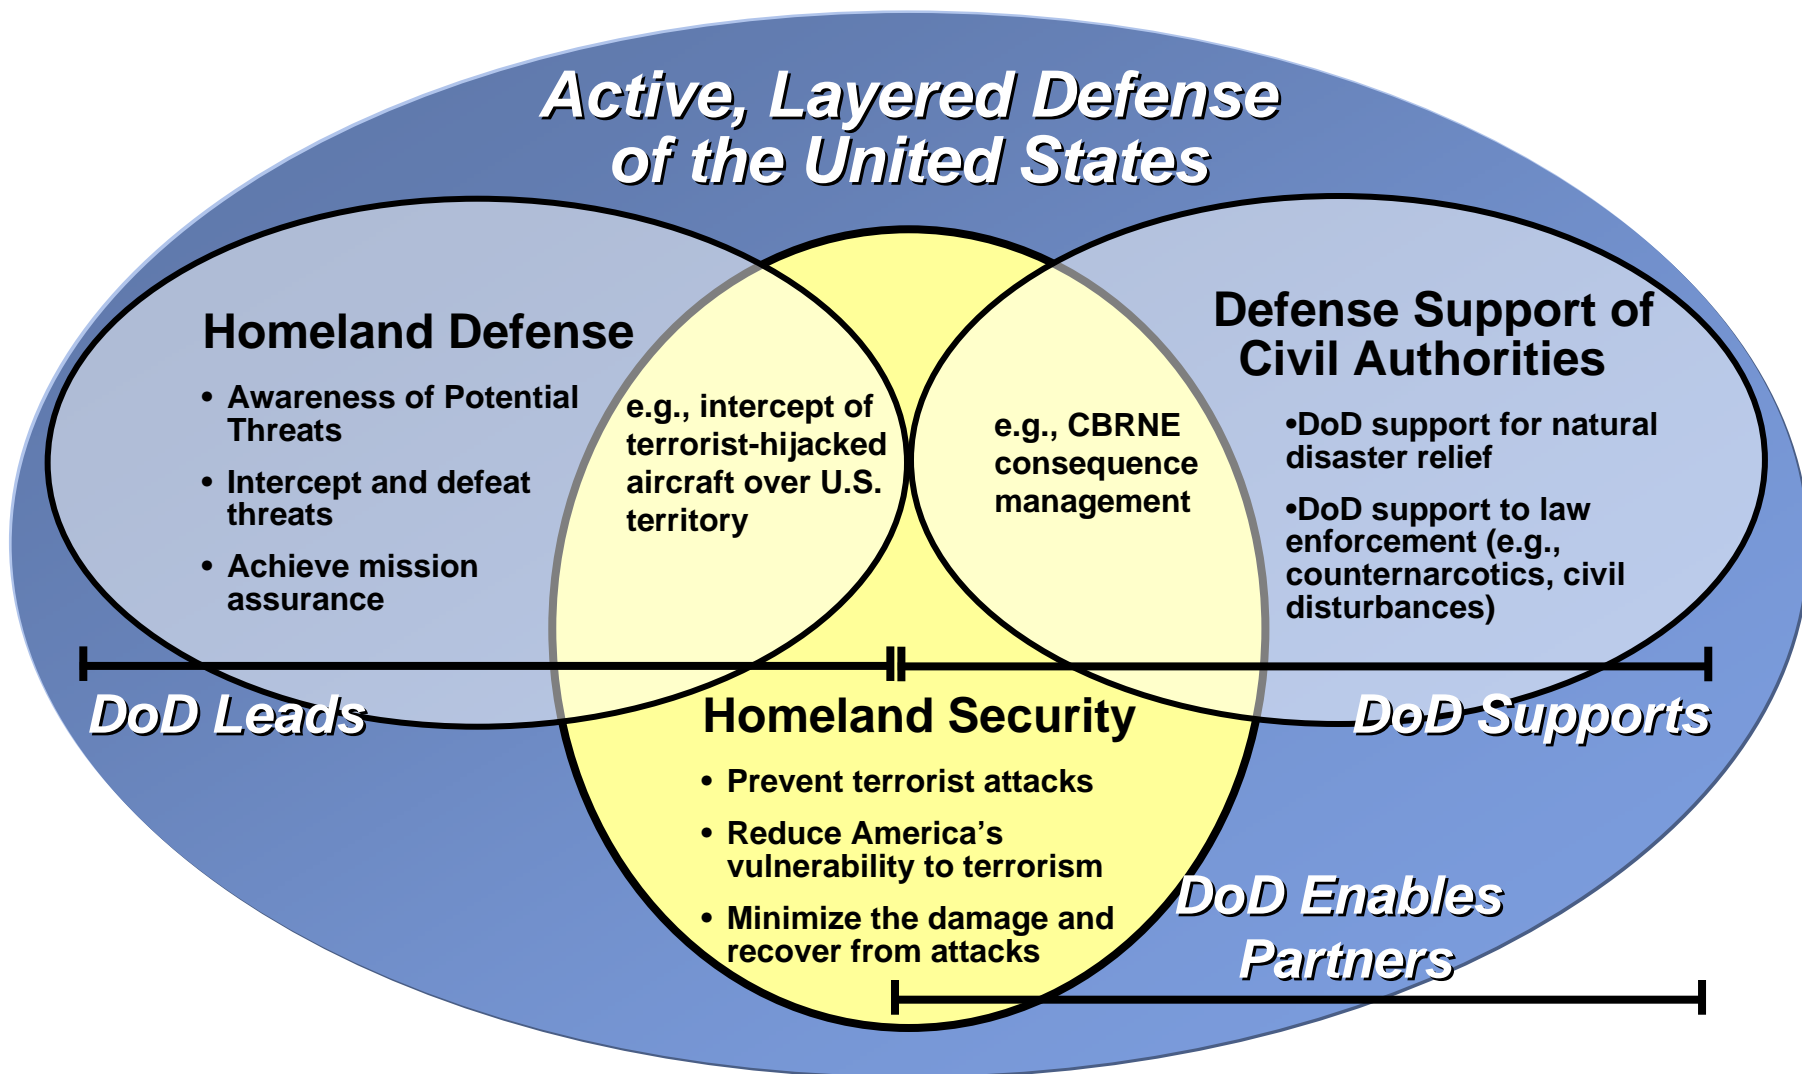 Active, Layered Defense
of the United States
Homeland Defense
• Awareness of Potential
Threats
• Intercept and defeat
threats
• Achieve mission
assurance
e.g., intercept of
terrorist-hijacked
aircraft over U.S.
territory
e.g., CBRNE
consequence
management
Defense Support of
Civil Authorities
•DoD support for natural
disaster relief
•DoD support to law
enforcement (e.g.,
counternarcotics, civil
disturbances)
DoD Leads
DoD Supports
Homeland Security
• Prevent terrorist attacks
• Reduce America’s
vulnerability to terrorism
• Minimize the damage and
recover from attacks
DoD Enables
Partners